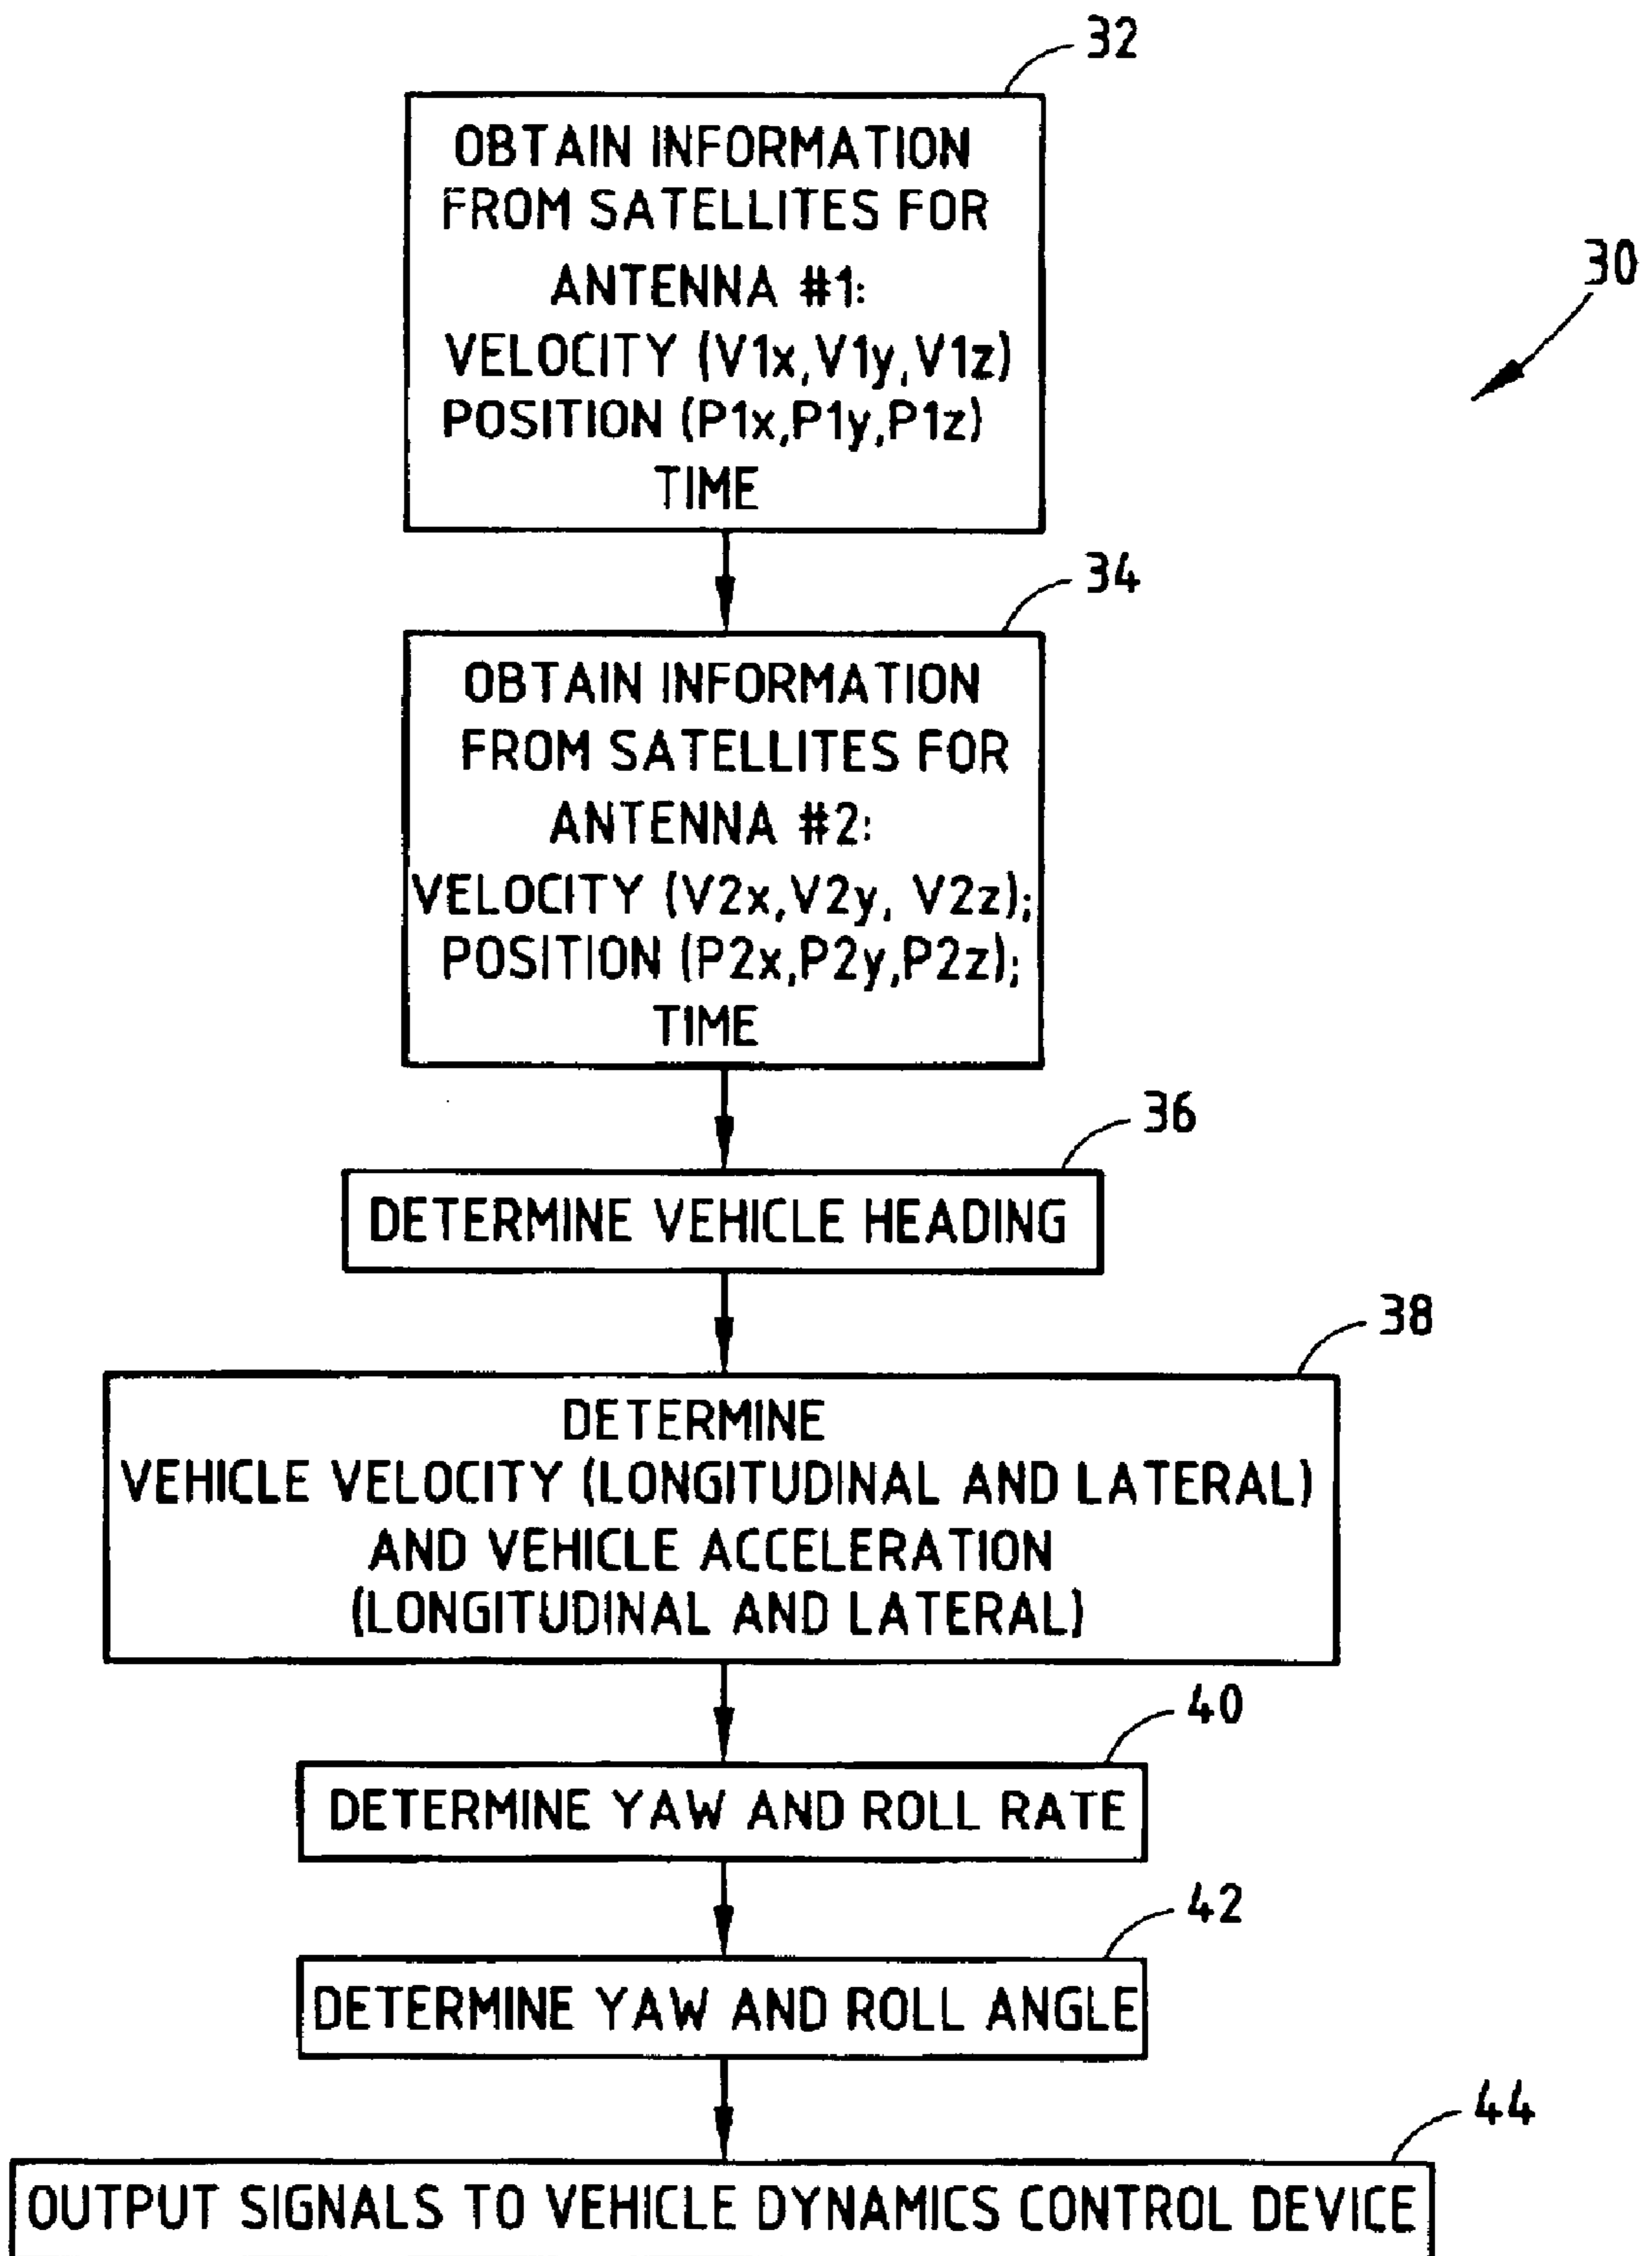 32
OBTAIN INFORMATION
FROM SATELLITES FOR
ANTENNA #1:
VELOCITY (V1x,V1y,V1z)
POSITION (P1x,P1y,P1z)
TIME
30
34
OBTAIN INFORMATION
FROM SATELLITES FOR
ANTENNA #2:
VELOCITY (V2x,V2y, V2z);
POSITION (P2x,P2y,P2z);
TIME
36
DETERMINE VEHICLE HEADING
38
DETERMINE
VEHICLE VELOCITY (LONGITUDINAL AND LATERAL)
AND VEHICLE ACCELERATION
(LONGITUDINAL AND LATERAL)
40
DETERMINE YAW AND ROLL RATE
42
DETERMINE YAW AND ROLL ANGLE
44
OUTPUT SIGNALS TO VEHICLE DYNAMICS CONTROL DEVICE